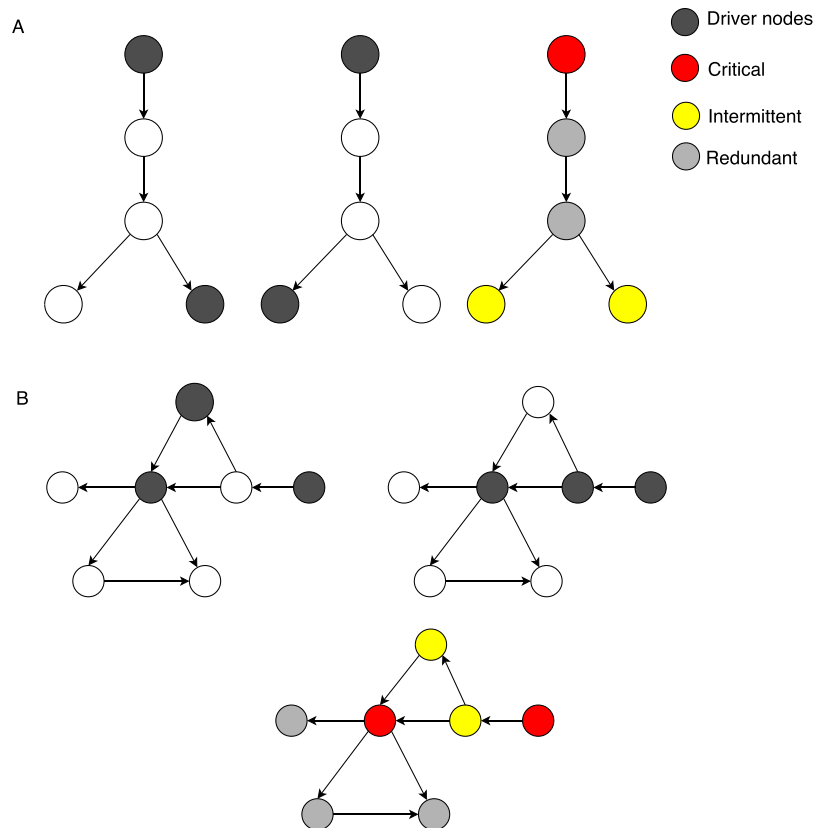 A
Driver nodes
Critical
Intermittent
Redundant
B